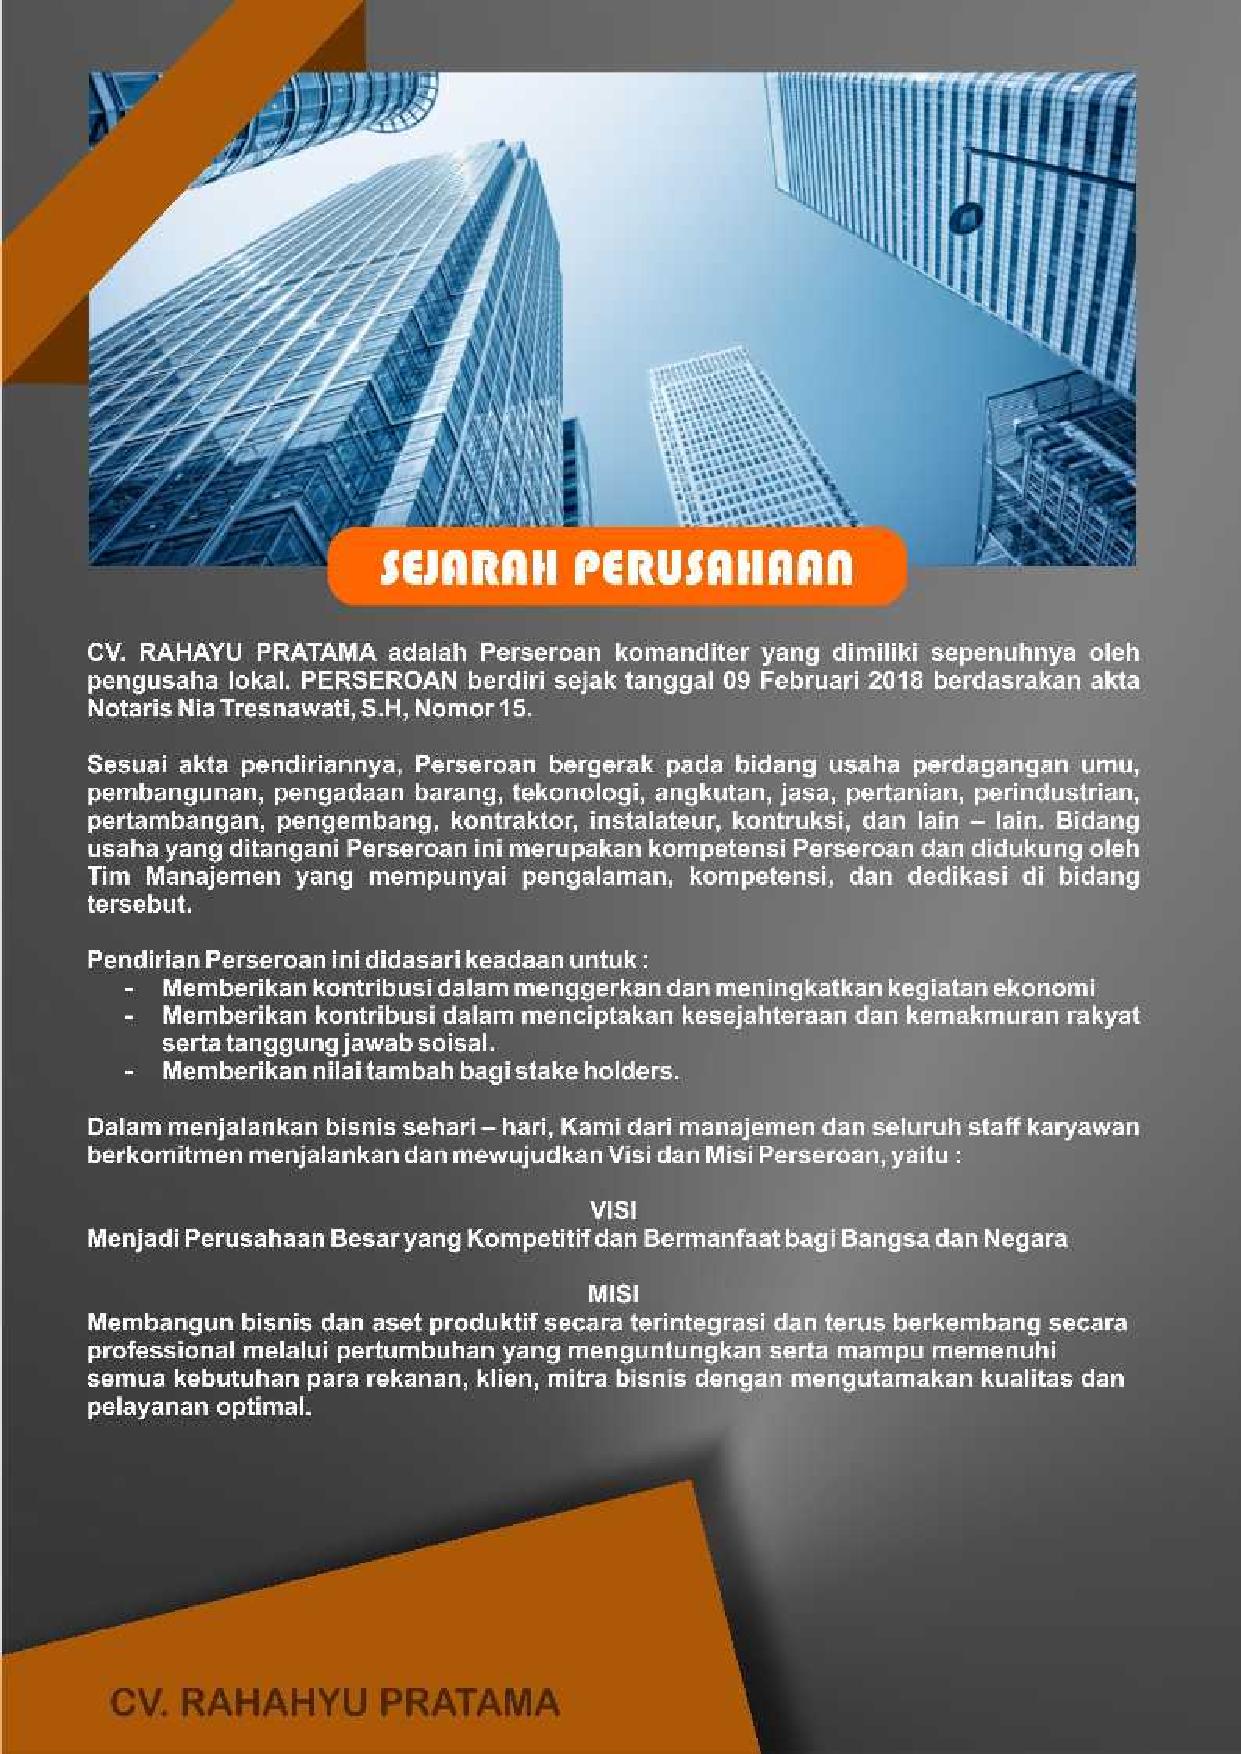 SEJARAH PERUSAHAAN
CV. RAHAYU PRATAMA adalah Perseroan komanditer yang dimiliki sepenuhnya oleh
pengusaha lokal. PERSEROAN berdiri sejak tanggal 09 Februari 2018 berdasrakan akta
Notaris Nia Tresnawati, S.H, Nomor 15.
Sesuai akta pendiriannya, Perseroan bergerak pada bidang usaha perdagangan umu,
pembangunan, pengadaan barang, tekonologi, angkutan, jasa, pertanian, perindustrian,
pertambangan, pengembang, kontraktor, instalateur, kontruksi, dan lain – lain. Bidang
usaha yang ditangani Perseroan ini merupakan kompetensi Perseroan dan didukung oleh
Tim Manajemen yang mempunyai pengalaman, kompetensi, dan dedikasi di bidang
tersebut.
Pendirian Perseroan ini didasari keadaan untuk :
- Memberikan kontribusi dalam menggerkan dan meningkatkan kegiatan ekonomi
- Memberikan kontribusi dalam menciptakan kesejahteraan dan kemakmuran rakyat
serta tanggung jawab soisal.
- Memberikan nilai tambah bagi stake holders.
Dalam menjalankan bisnis sehari – hari, Kami dari manajemen dan seluruh staff karyawan
berkomitmen menjalankan dan mewujudkan Visi dan Misi Perseroan, yaitu :
VISI
Menjadi Perusahaan Besar yang Kompetitif dan Bermanfaat bagi Bangsa dan Negara
MISI
Membangun bisnis dan aset produktif secara terintegrasi dan terus berkembang secara
professional melalui pertumbuhan yang menguntungkan serta mampu memenuhi
semua kebutuhan para rekanan, klien, mitra bisnis dengan mengutamakan kualitas dan
pelayanan optimal.
CV. RAHAHYU PRATAMA